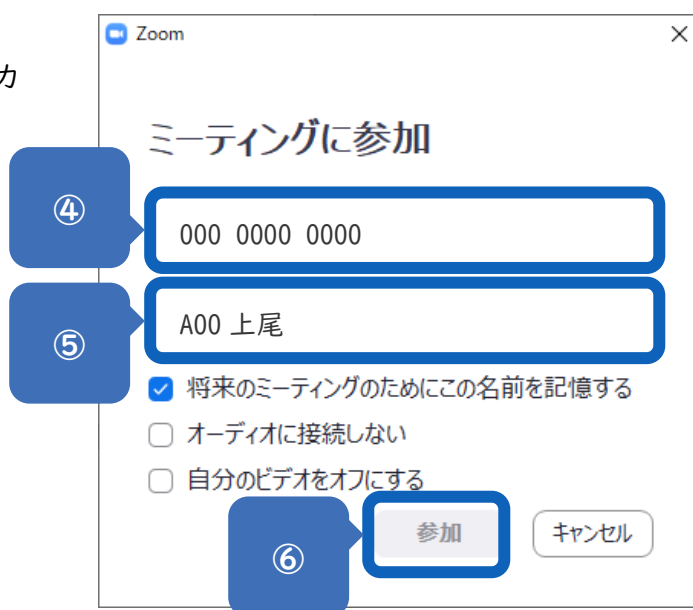 Zoom
カ
ミーティングに参加
④
000 0000 0000
⑤
A00 上尾
将来のミーティングのためにこの名前を記憶する
オーディオに接続しない
自分のビデオをオフにする
⑥
参加
キャンセル